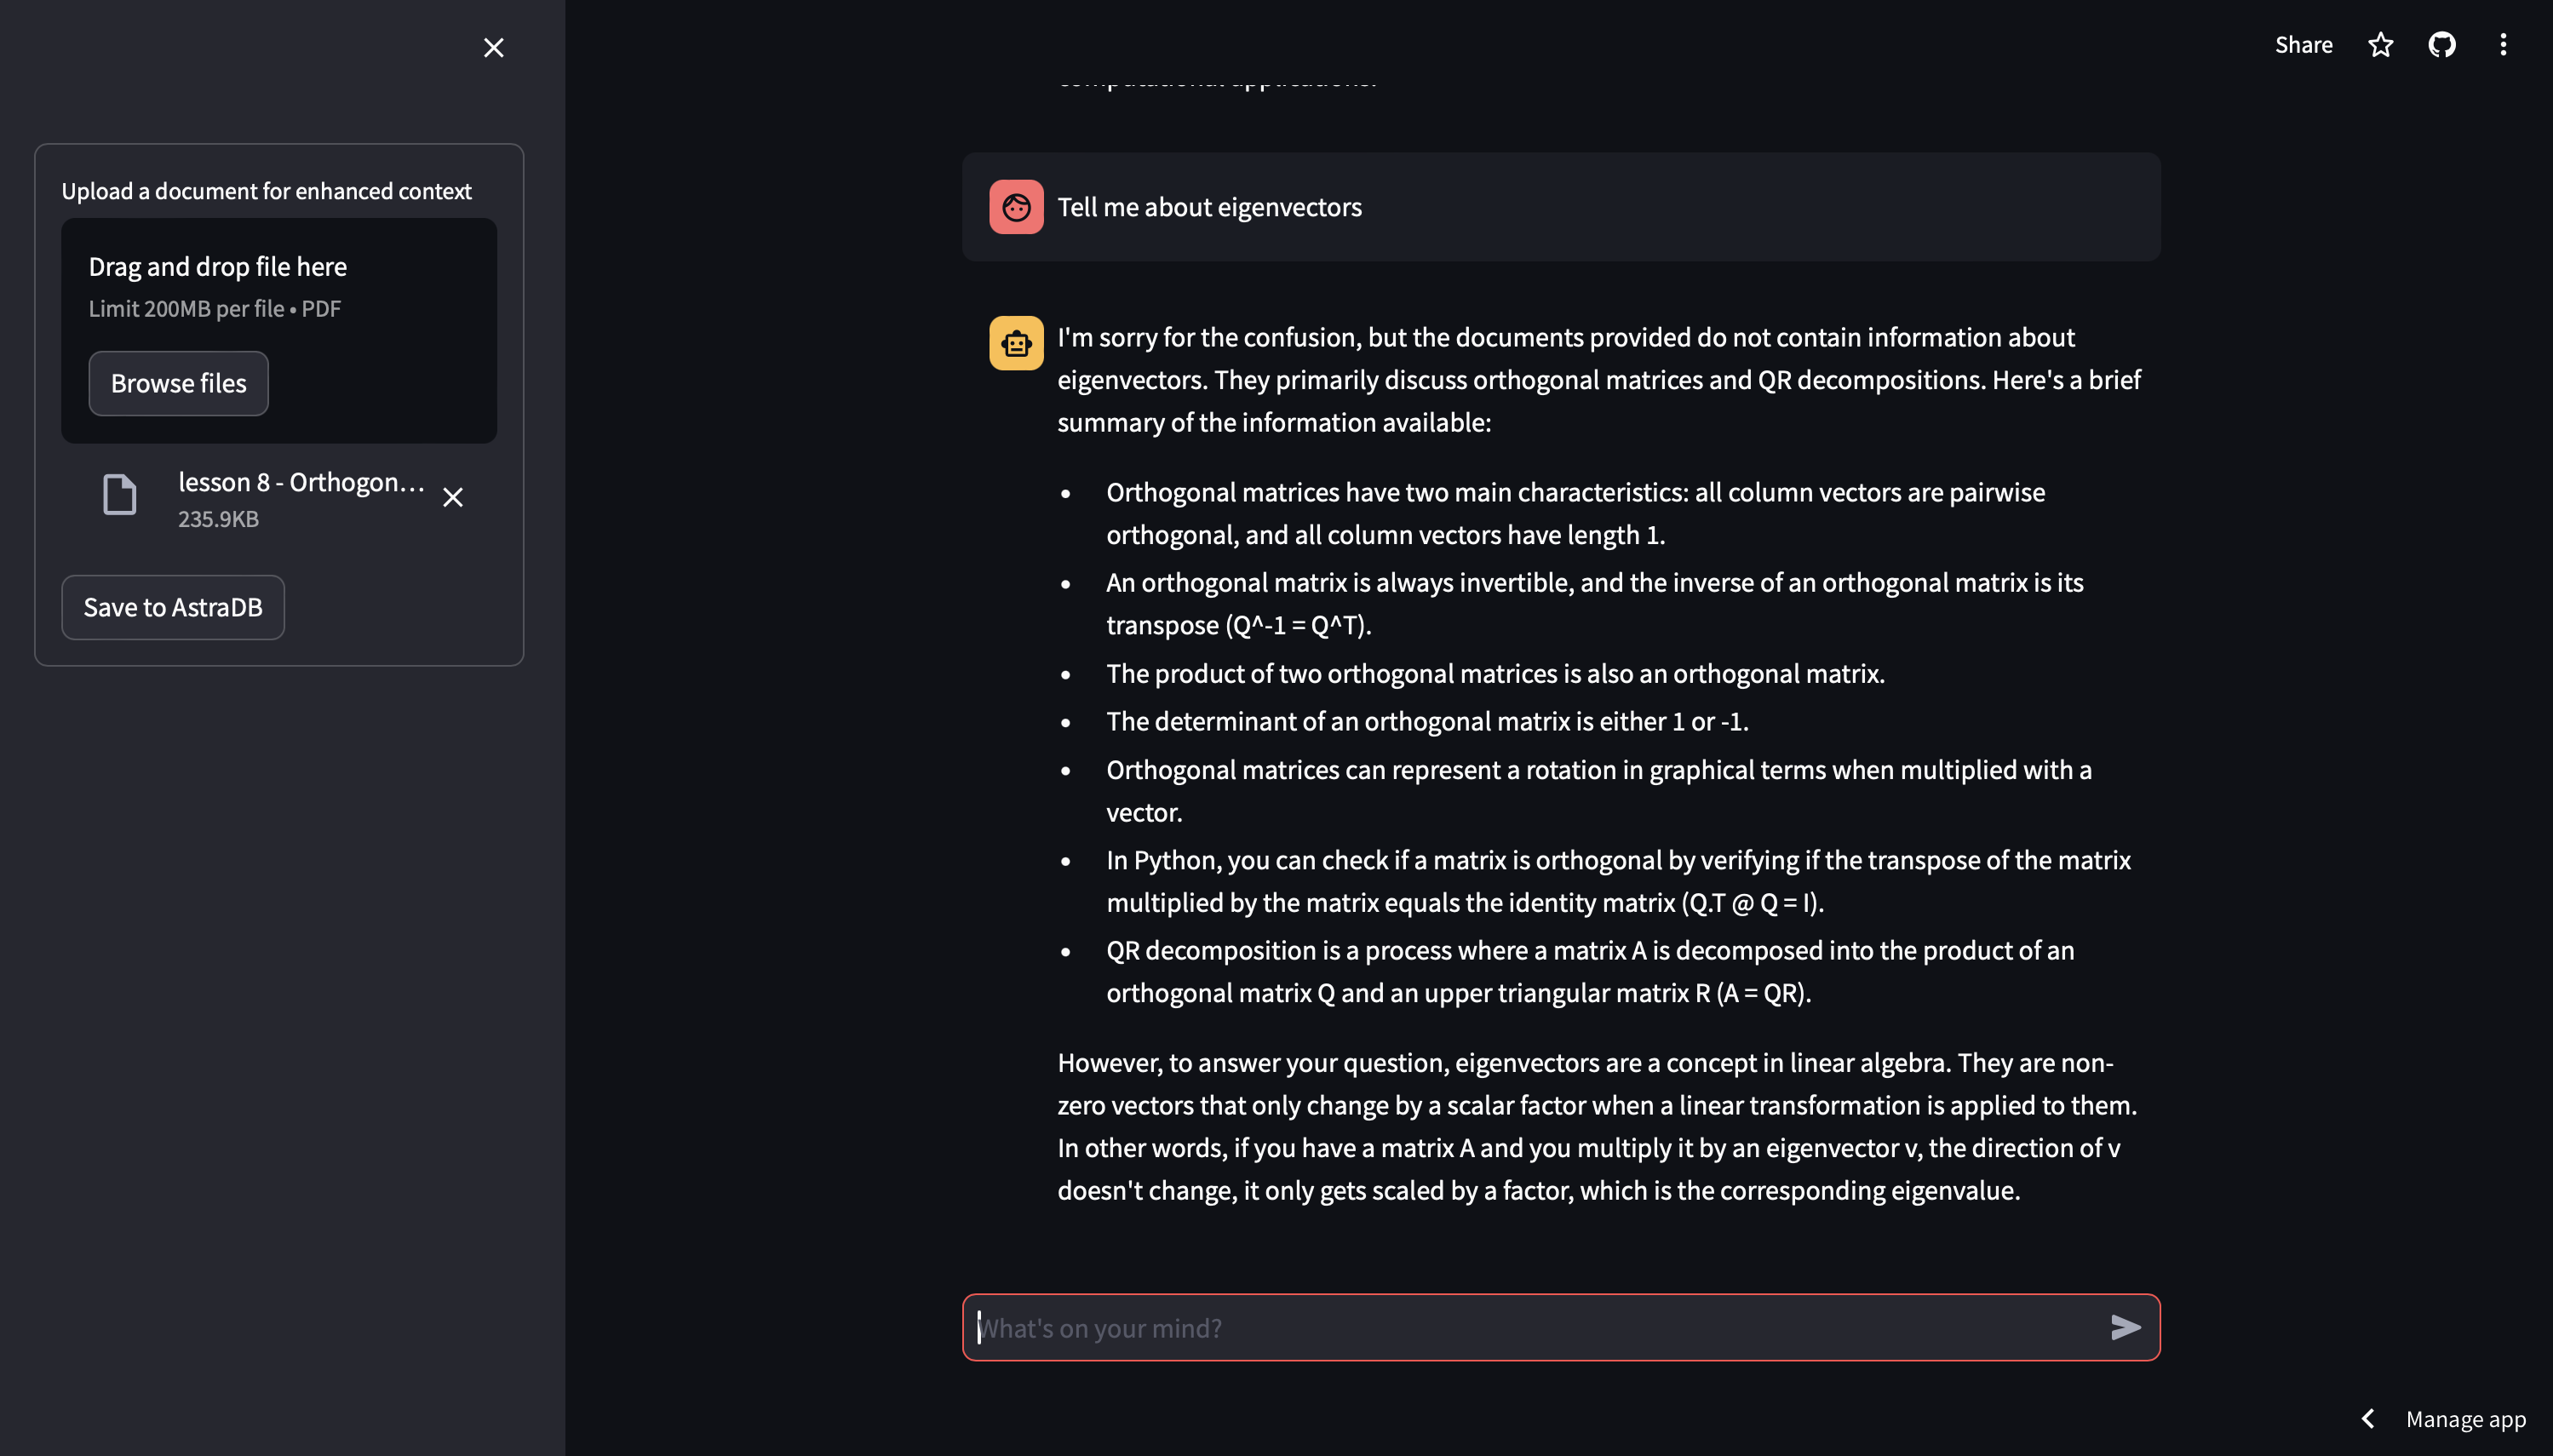 Share
computational applications.
Upload a document for enhanced context
Drag and drop file here
Limit 200MB per file • PDF
Browse files
lesson 8 - Orthogon...
235.9KB
Save to AstraDB
Tell me about eigenvectors
I'm sorry for the confusion, but the documents provided do not contain information about
eigenvectors. They primarily discuss orthogonal matrices and QR decompositions. Here's a brief
summary of the information available:
• Orthogonal matrices have two main characteristics: all column vectors are pairwise
orthogonal, and all column vectors have length 1.
• An orthogonal matrix is always invertible, and the inverse of an orthogonal matrix is its
transpose (Q^-1 = Q^T).
• The product of two orthogonal matrices is also an orthogonal matrix.
• The determinant of an orthogonal matrix is either 1 or -1.
• Orthogonal matrices can represent a rotation in graphical terms when multiplied with a
vector.
• In Python, you can check if a matrix is orthogonal by verifying if the transpose of the matrix
multiplied by the matrix equals the identity matrix (Q.T @ Q = I).
• QR decomposition is a process where a matrix A is decomposed into the product of an
orthogonal matrix Q and an upper triangular matrix R (A = QR).
However, to answer your question, eigenvectors are a concept in linear algebra. They are non-
zero vectors that only change by a scalar factor when a linear transformation is applied to them.
In other words, if you have a matrix A and you multiply it by an eigenvector v, the direction of v
doesn't change, it only gets scaled by a factor, which is the corresponding eigenvalue.
What's on your mind?
Manage app